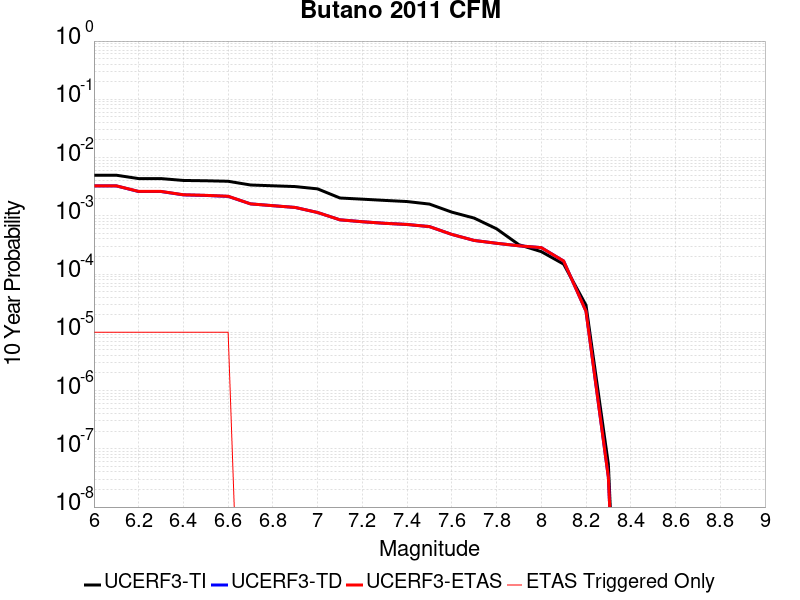 Butano 2011 CFM
10 0
10 -1
10 -2
10 -3
10 -4
10 -5
10 -6
10 -7
10 -8
10 Year Probability
6 6.2 6.4 6.6 6.8 7 7.2 7.4 7.6 7.8 8 8.2 8.4 8.6 8.8 9
Magnitude
UCERF3-TI UCERF3-TD UCERF3-ETAS ETAS Triggered Only